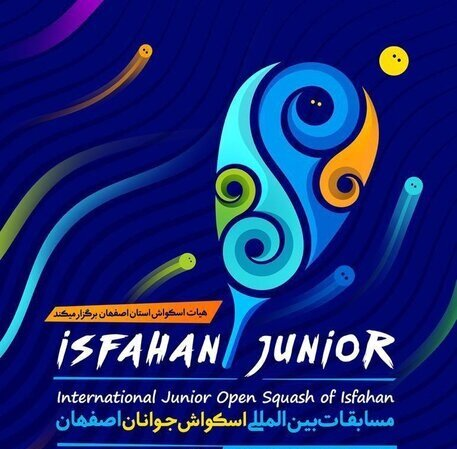 هیات اسکواش استان اصفهان برگزار میکند
ISFAHAN JUNIOR
International Junior Open Squash of Isfahan
مسابقات بین المللی اسکواش جوانان اصفهان